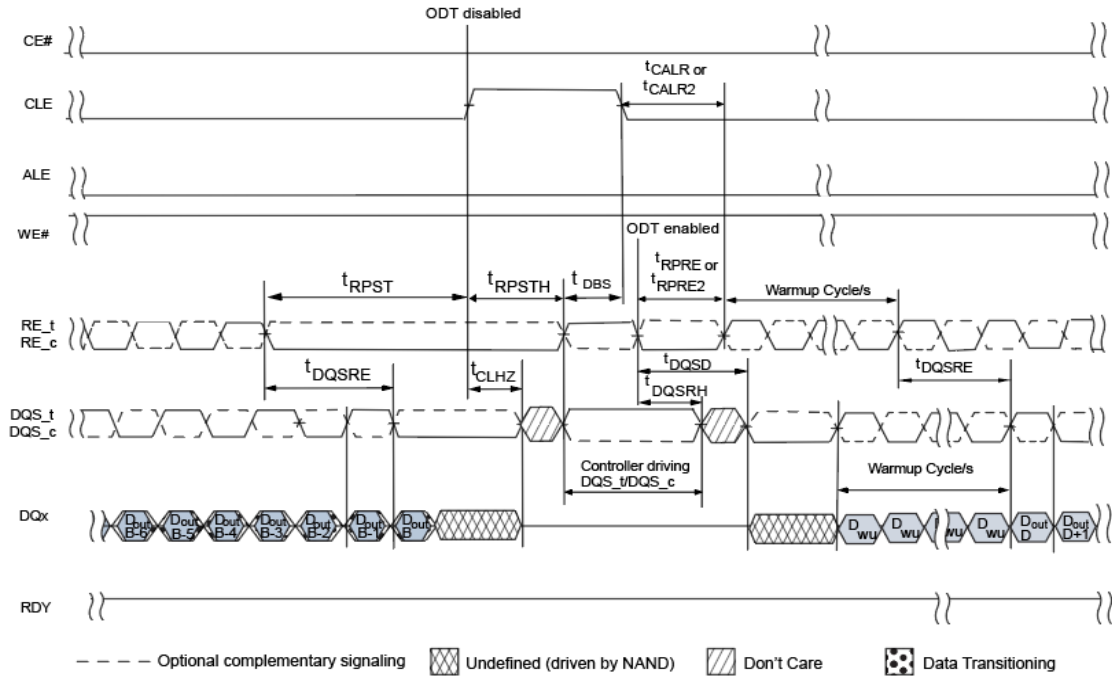 ODT disabled
CE#
tCALR or
tCALR2
CLE
ALE
WE#
ODT enabled
tRPST
tRPSTH
tDBS
tRPRE or
tRPRE2
Warmup Cycle/s
RE_t
RE_c
tDQSRE
tCLHZ
tDQSD
tDQSRH
tDQSRE
DQS_t
DQS_c
Controller driving
DQS_t/DQS_c
Warmup Cycle/s
DQx
Dout B-6
Dout B-5
Dout B-4
Dout B-3
Dout B-2
Dout B-1
Dout B
Dwu
Dwu
Dwu
Dwu
Dout D
Dout D+1
RDY
Optional complementary signaling
Undefined (driven by NAND)
Don't Care
Data Transitioning